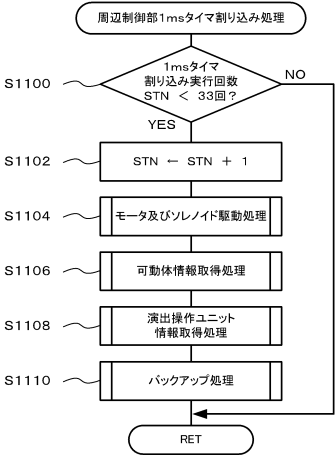 周辺制御部1msタイマ割り込み処理
S1100
1msタイマ
割り込み実行回数
STN < 33回?
NO
YES
S1102
STN ← STN + 1
S1104
モータ及びソレノイド駆動処理
S1106
可動体情報取得処理
S1108
演出操作ユニット
情報取得処理
S1110
バックアップ処理
RET